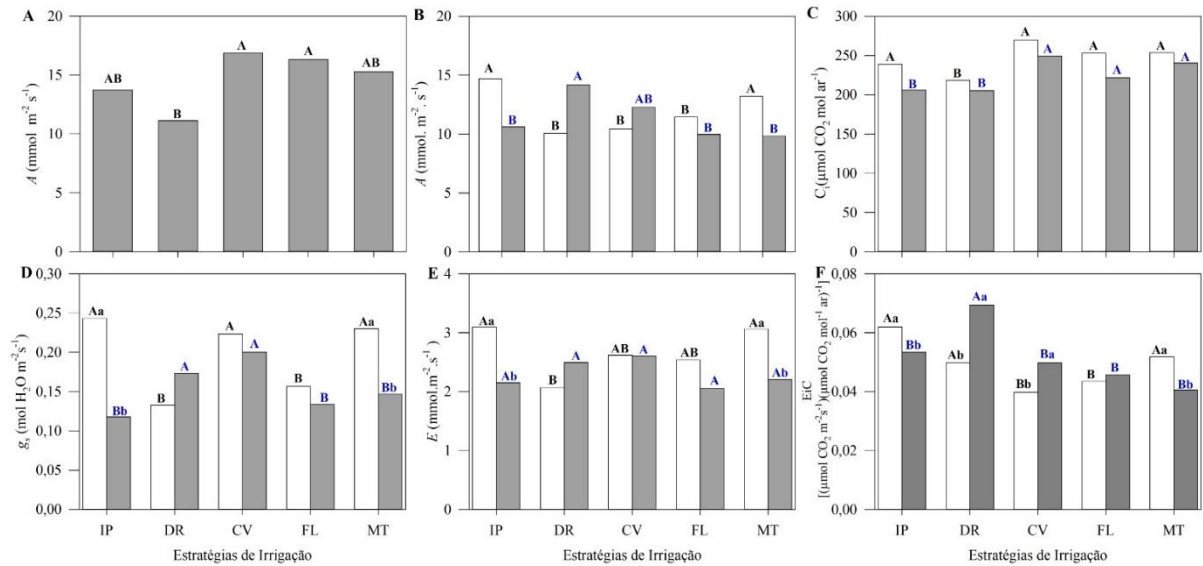 A
20
15
10
5
0
A (mmol m⁻² s⁻¹)
AB
B
A
A
AB
B
20
15
10
5
0
A (mmol. m⁻². s⁻¹)
A
B
B
A
B
AB
B
B
A
B
C
300
250
200
150
100
50
0
Cᵢ(µmol CO₂ mol ar⁻¹)
A
B
B
B
A
A
A
A
A
A
D
0,30
0,25
0,20
0,15
0,10
0,05
0,00
gₛ (mol H₂O m⁻²s⁻¹)
Aa
Bb
B
A
A
A
B
B
Aa
Bb
IP DR CV FL MT
Estratégias de Irrigação
E
4
3
2
1
0
E (mmol.m⁻².s⁻¹)
Aa
Ab
B
A
AB
A
AB
A
Aa
Ab
IP DR CV FL MT
Estratégias de Irrigação
F
0,08
0,06
0,04
0,02
0,00
EiC
[(µmol CO₂ m⁻²s⁻¹)(µmol CO₂ mol⁻¹ ar)⁻¹]
Aa
Bb
Ab
Aa
Bb
Ba
B
B
Aa
Bb
IP DR CV FL MT
Estratégias de Irrigação